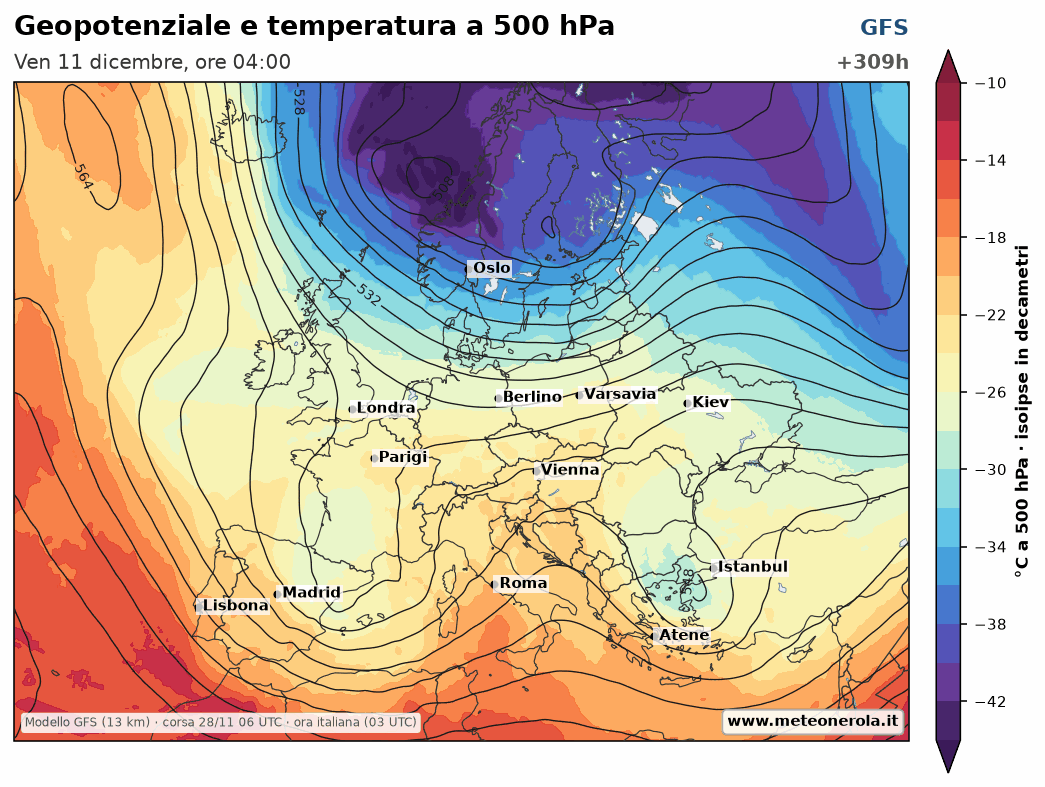 Geopotenziale e temperatura a 500 hPa
GFS
Ven 11 dicembre, ore 04:00
+309h
528
564
508
532
548
Oslo
Londra
Berlino
Varsavia
Kiev
Parigi
Vienna
Istanbul
Roma
Madrid
Lisbona
Atene
−10
−14
−18
−22
−26
−30
−34
−38
−42
°C a 500 hPa · isoipse in decametri
Modello GFS (13 km) · corsa 28/11 06 UTC · ora italiana (03 UTC)
www.meteonerola.it